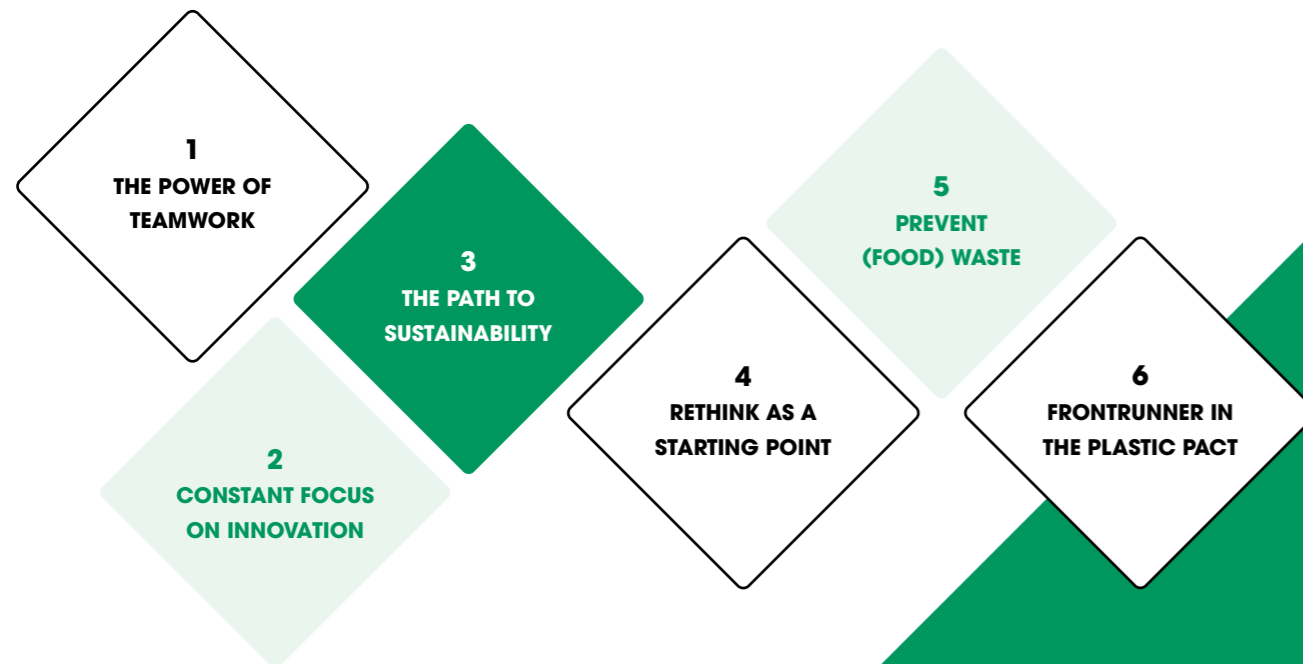 1
THE POWER OF
TEAMWORK
2
CONSTANT FOCUS
ON INNOVATION
3
THE PATH TO
SUSTAINABILITY
4
RETHINK AS A
STARTING POINT
5
PREVENT
(FOOD) WASTE
6
FRONTRUNNER IN
THE PLASTIC PACT